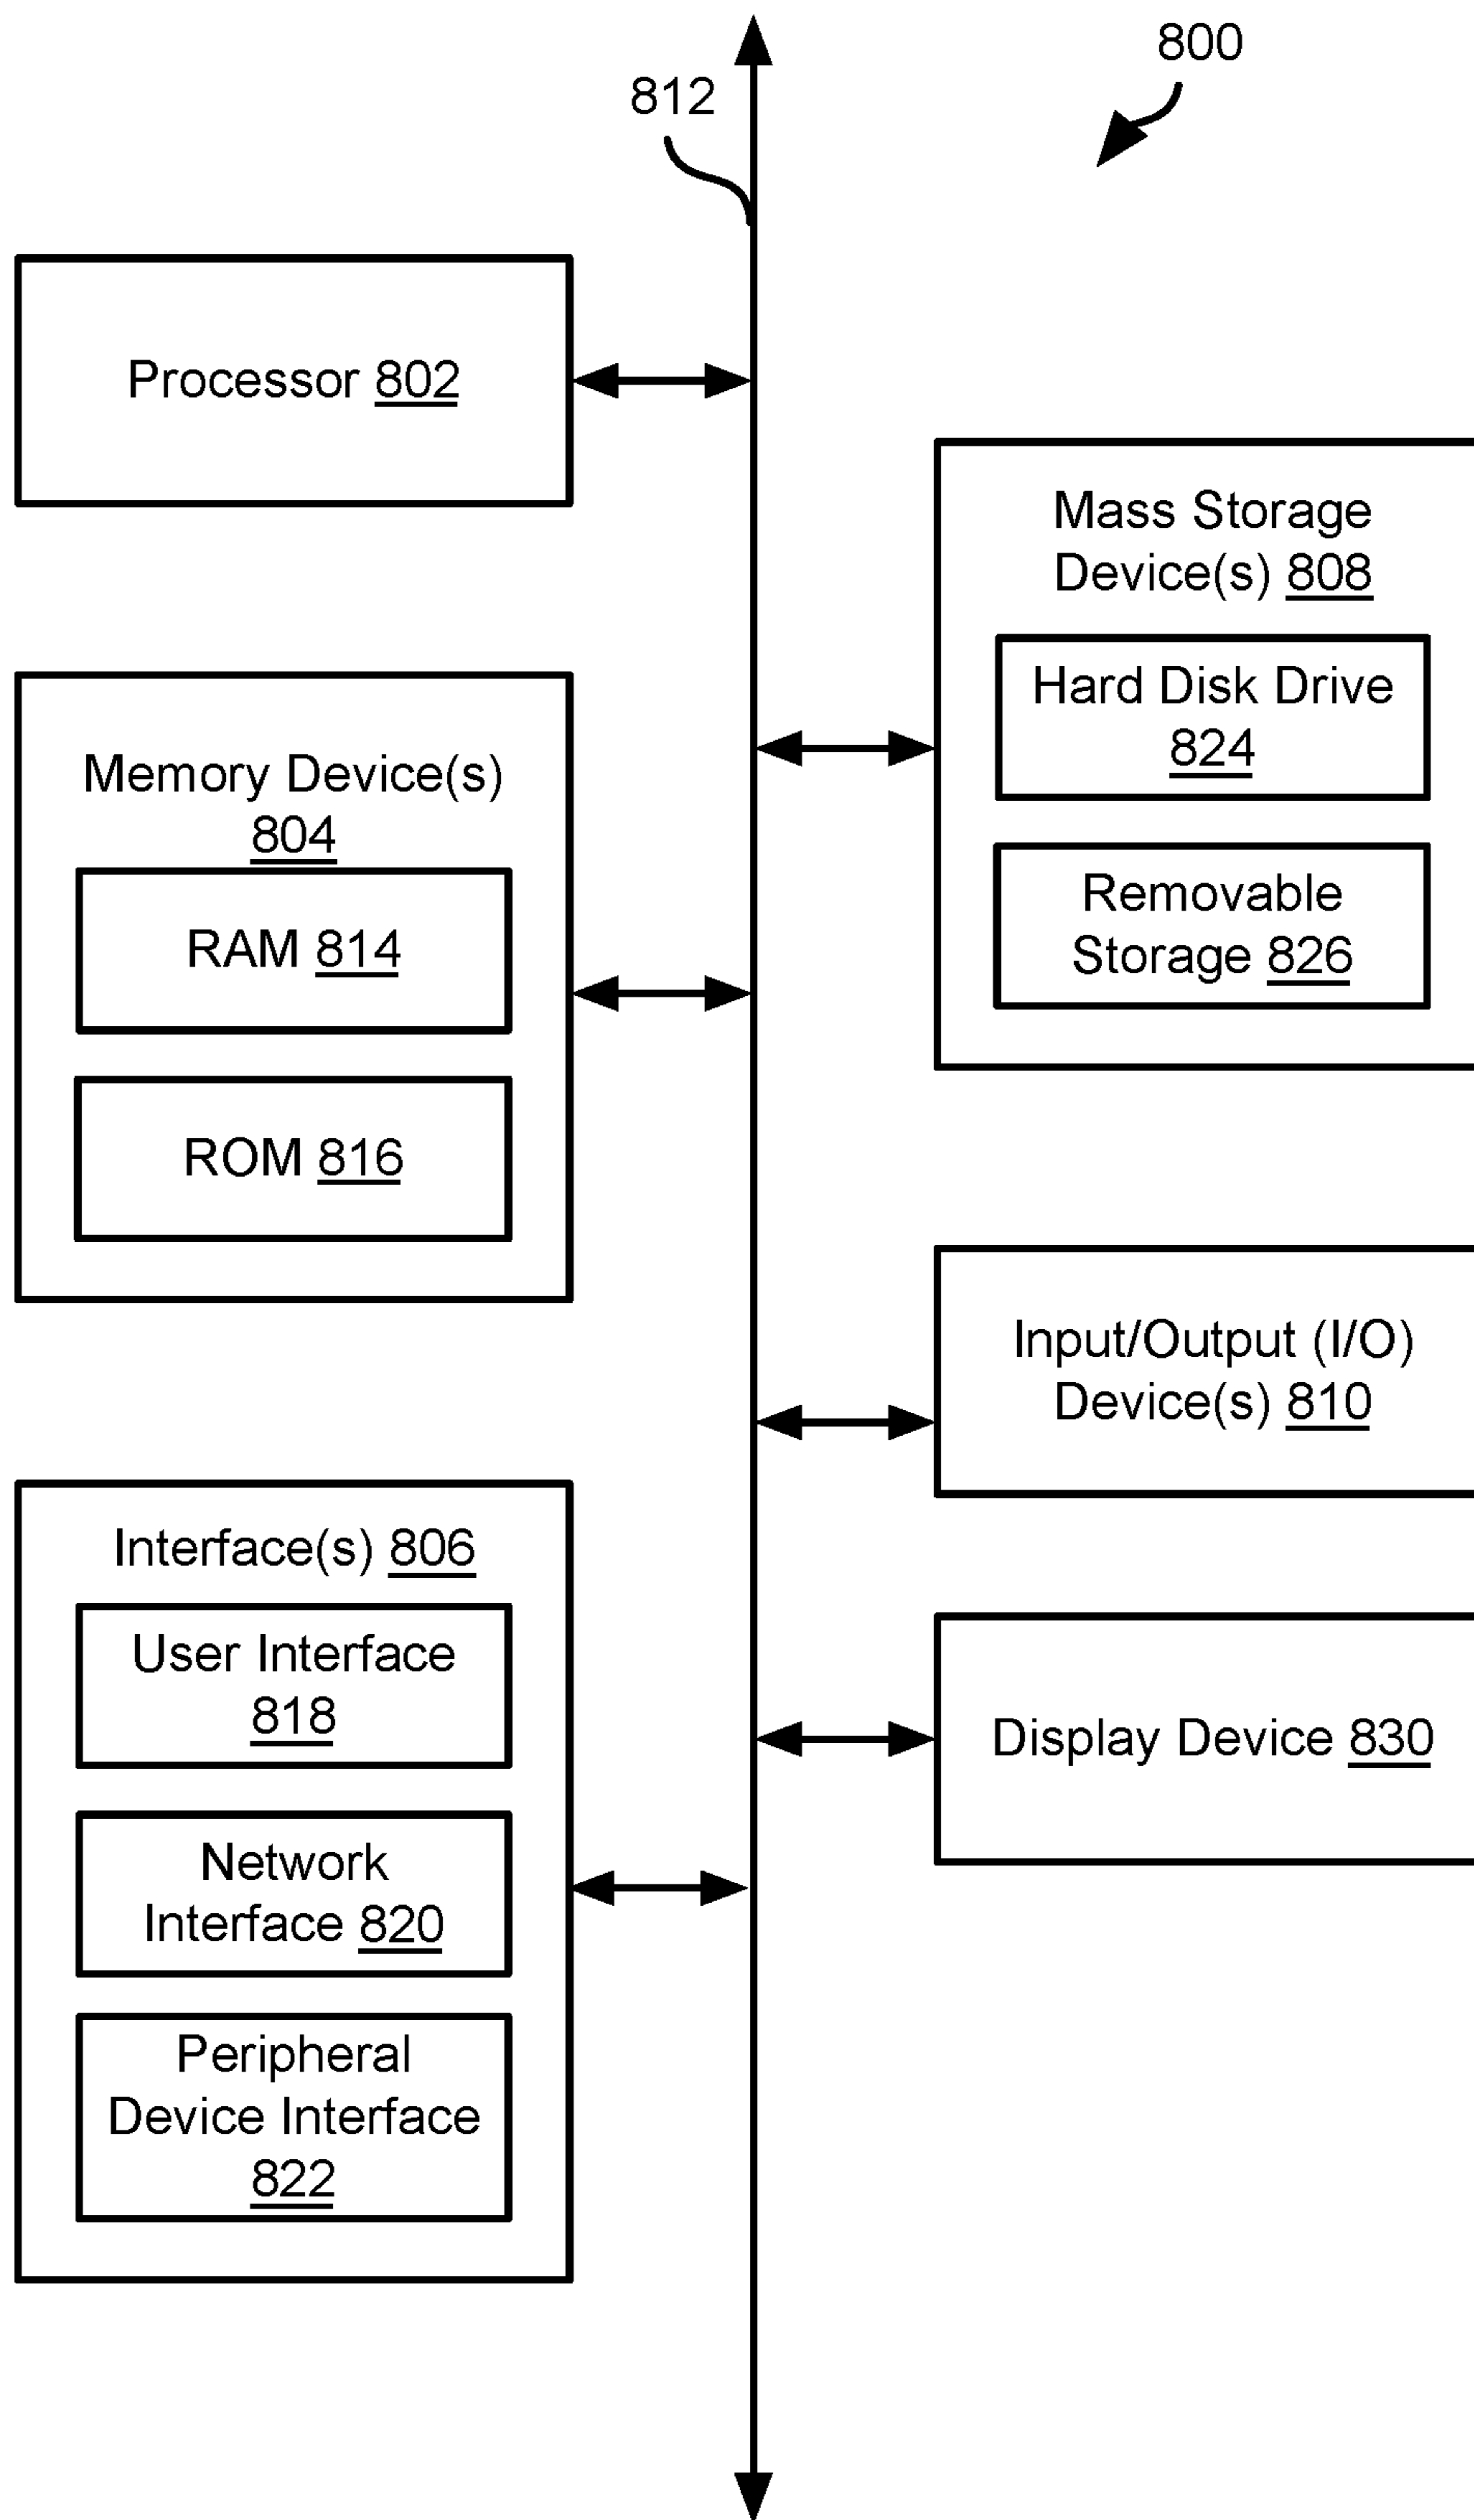 800
812
Processor 802
Mass Storage
Device(s) 808
Hard Disk Drive
824
Removable
Storage 826
Memory Device(s)
804
RAM 814
ROM 816
Input/Output (I/O)
Device(s) 810
Interface(s) 806
User Interface
818
Network
Interface 820
Peripheral
Device Interface
822
Display Device 830